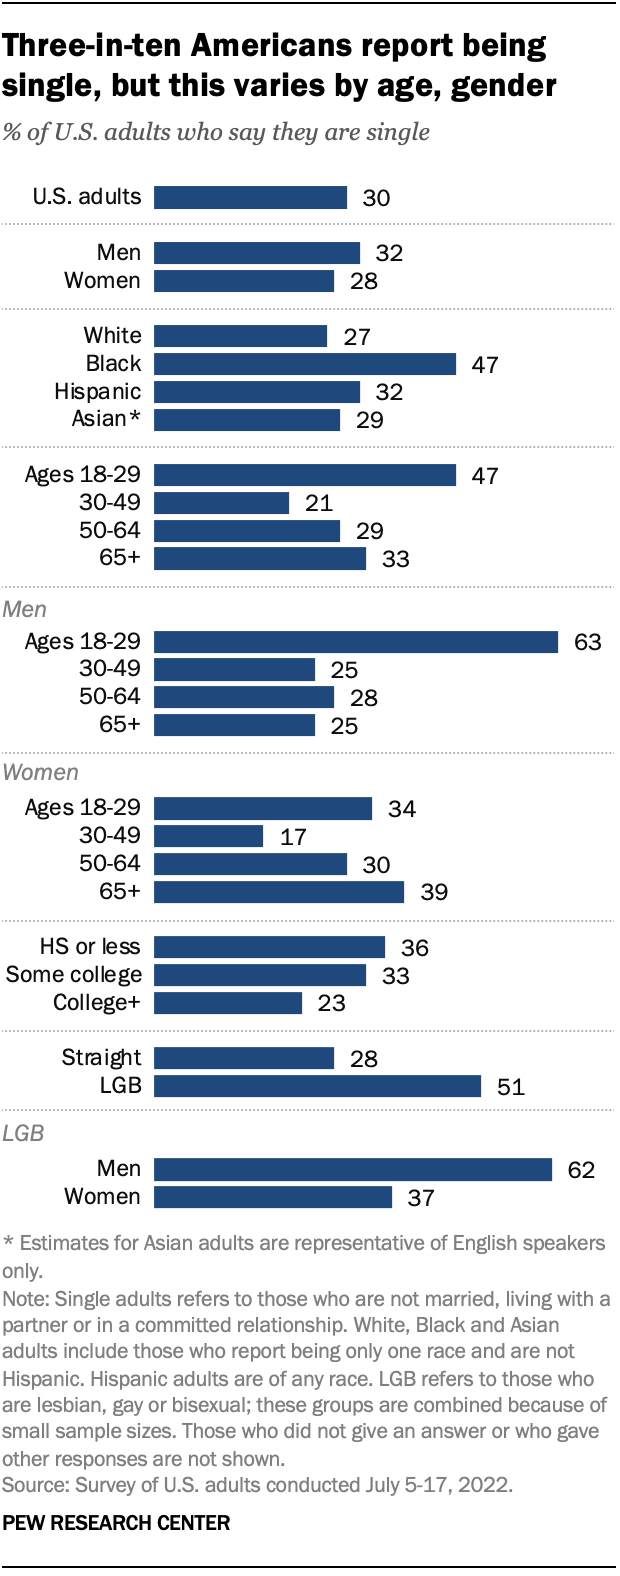 Three-in-ten Americans report being
single, but this varies by age, gender
% of U.S. adults who say they are single
U.S. adults 30
Men 32
Women 28
White 27
Black 47
Hispanic 32
Asian* 29
Ages 18-29 47
30-49 21
50-64 29
65+ 33
Men
Ages 18-29 63
30-49 25
50-64 28
65+ 25
Women
Ages 18-29 34
30-49 17
50-64 30
65+ 39
HS or less 36
Some college 33
College+ 23
Straight 28
LGB 51
LGB
Men 62
Women 37
* Estimates for Asian adults are representative of English speakers
only.
Note: Single adults refers to those who are not married, living with a
partner or in a committed relationship. White, Black and Asian
adults include those who report being only one race and are not
Hispanic. Hispanic adults are of any race. LGB refers to those who
are lesbian, gay or bisexual; these groups are combined because of
small sample sizes. Those who did not give an answer or who gave
other responses are not shown.
Source: Survey of U.S. adults conducted July 5-17, 2022.
PEW RESEARCH CENTER